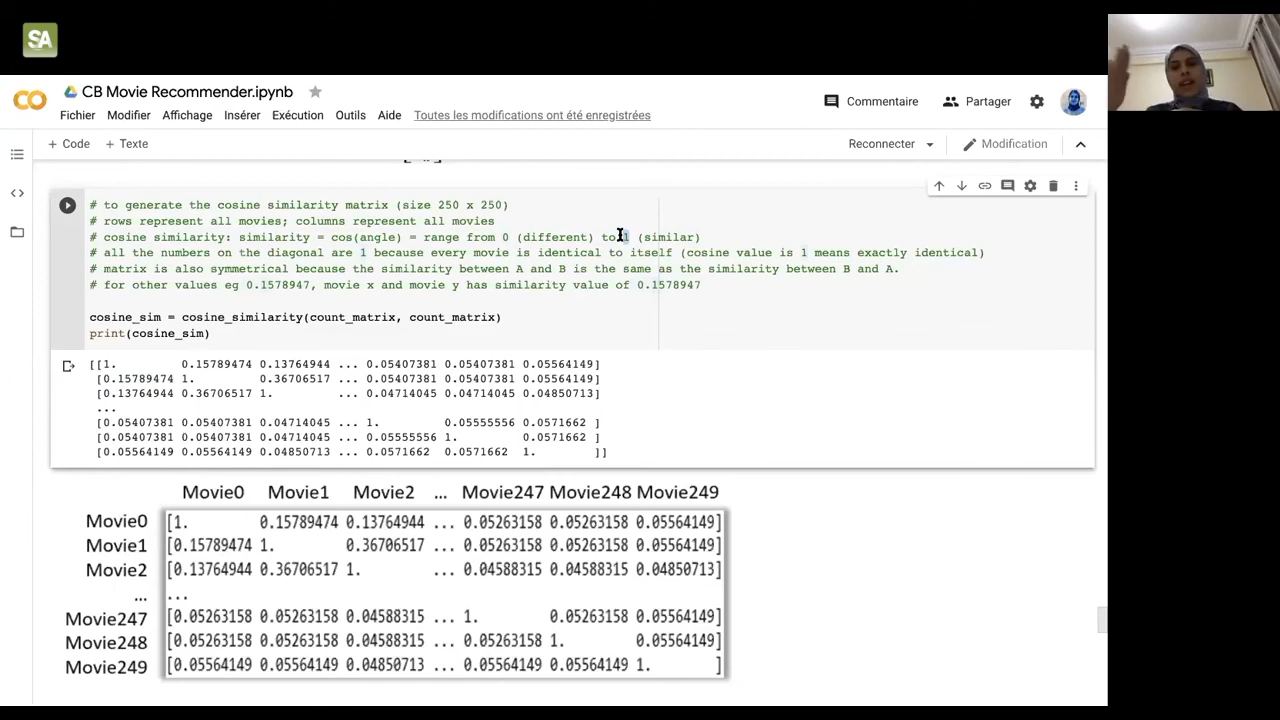 SA
CB Movie Recommender.ipynb
Commentaire
Partager
Fichier Modifier Affichage Insérer Exécution Outils Aide Toutes les modifications ont été enregistrées
+ Code + Texte
Reconnecter
Modification
# to generate the cosine similarity matrix (size 250 x 250)
# rows represent all movies; columns represent all movies
# cosine similarity: similarity = cos(angle) = range from 0 (different) to 1 (similar)
# all the numbers on the diagonal are 1 because every movie is identical to itself (cosine value is 1 means exactly identical)
# matrix is also symmetrical because the similarity between A and B is the same as the similarity between B and A.
# for other values eg 0.1578947, movie x and movie y has similarity value of 0.1578947
cosine_sim = cosine_similarity(count_matrix, count_matrix)
print(cosine_sim)
[[1. 0.15789474 0.13764944 ... 0.05407381 0.05407381 0.05564149]
[0.15789474 1. 0.36706517 ... 0.05407381 0.05407381 0.05564149]
[0.13764944 0.36706517 1. ... 0.04714045 0.04714045 0.04850713]
...
[0.05407381 0.05407381 0.04714045 ... 1. 0.05555556 0.0571662 ]
[0.05407381 0.05407381 0.04714045 ... 0.05555556 1. 0.0571662 ]
[0.05564149 0.05564149 0.04850713 ... 0.0571662 0.0571662 1. ]]
Movie0 Movie1 Movie2 ... Movie247 Movie248 Movie249
Movie0 [1. 0.15789474 0.13764944 ... 0.05263158 0.05263158 0.05564149]
Movie1 [0.15789474 1. 0.36706517 ... 0.05263158 0.05263158 0.05564149]
Movie2 [0.13764944 0.36706517 1. ... 0.04588315 0.04588315 0.04850713]
... ...
Movie247 [0.05263158 0.05263158 0.04588315 ... 1. 0.05263158 0.05564149]
Movie248 [0.05263158 0.05263158 0.04588315 ... 0.05263158 1. 0.05564149]
Movie249 [0.05564149 0.05564149 0.04850713 ... 0.05564149 0.05564149 1. ]